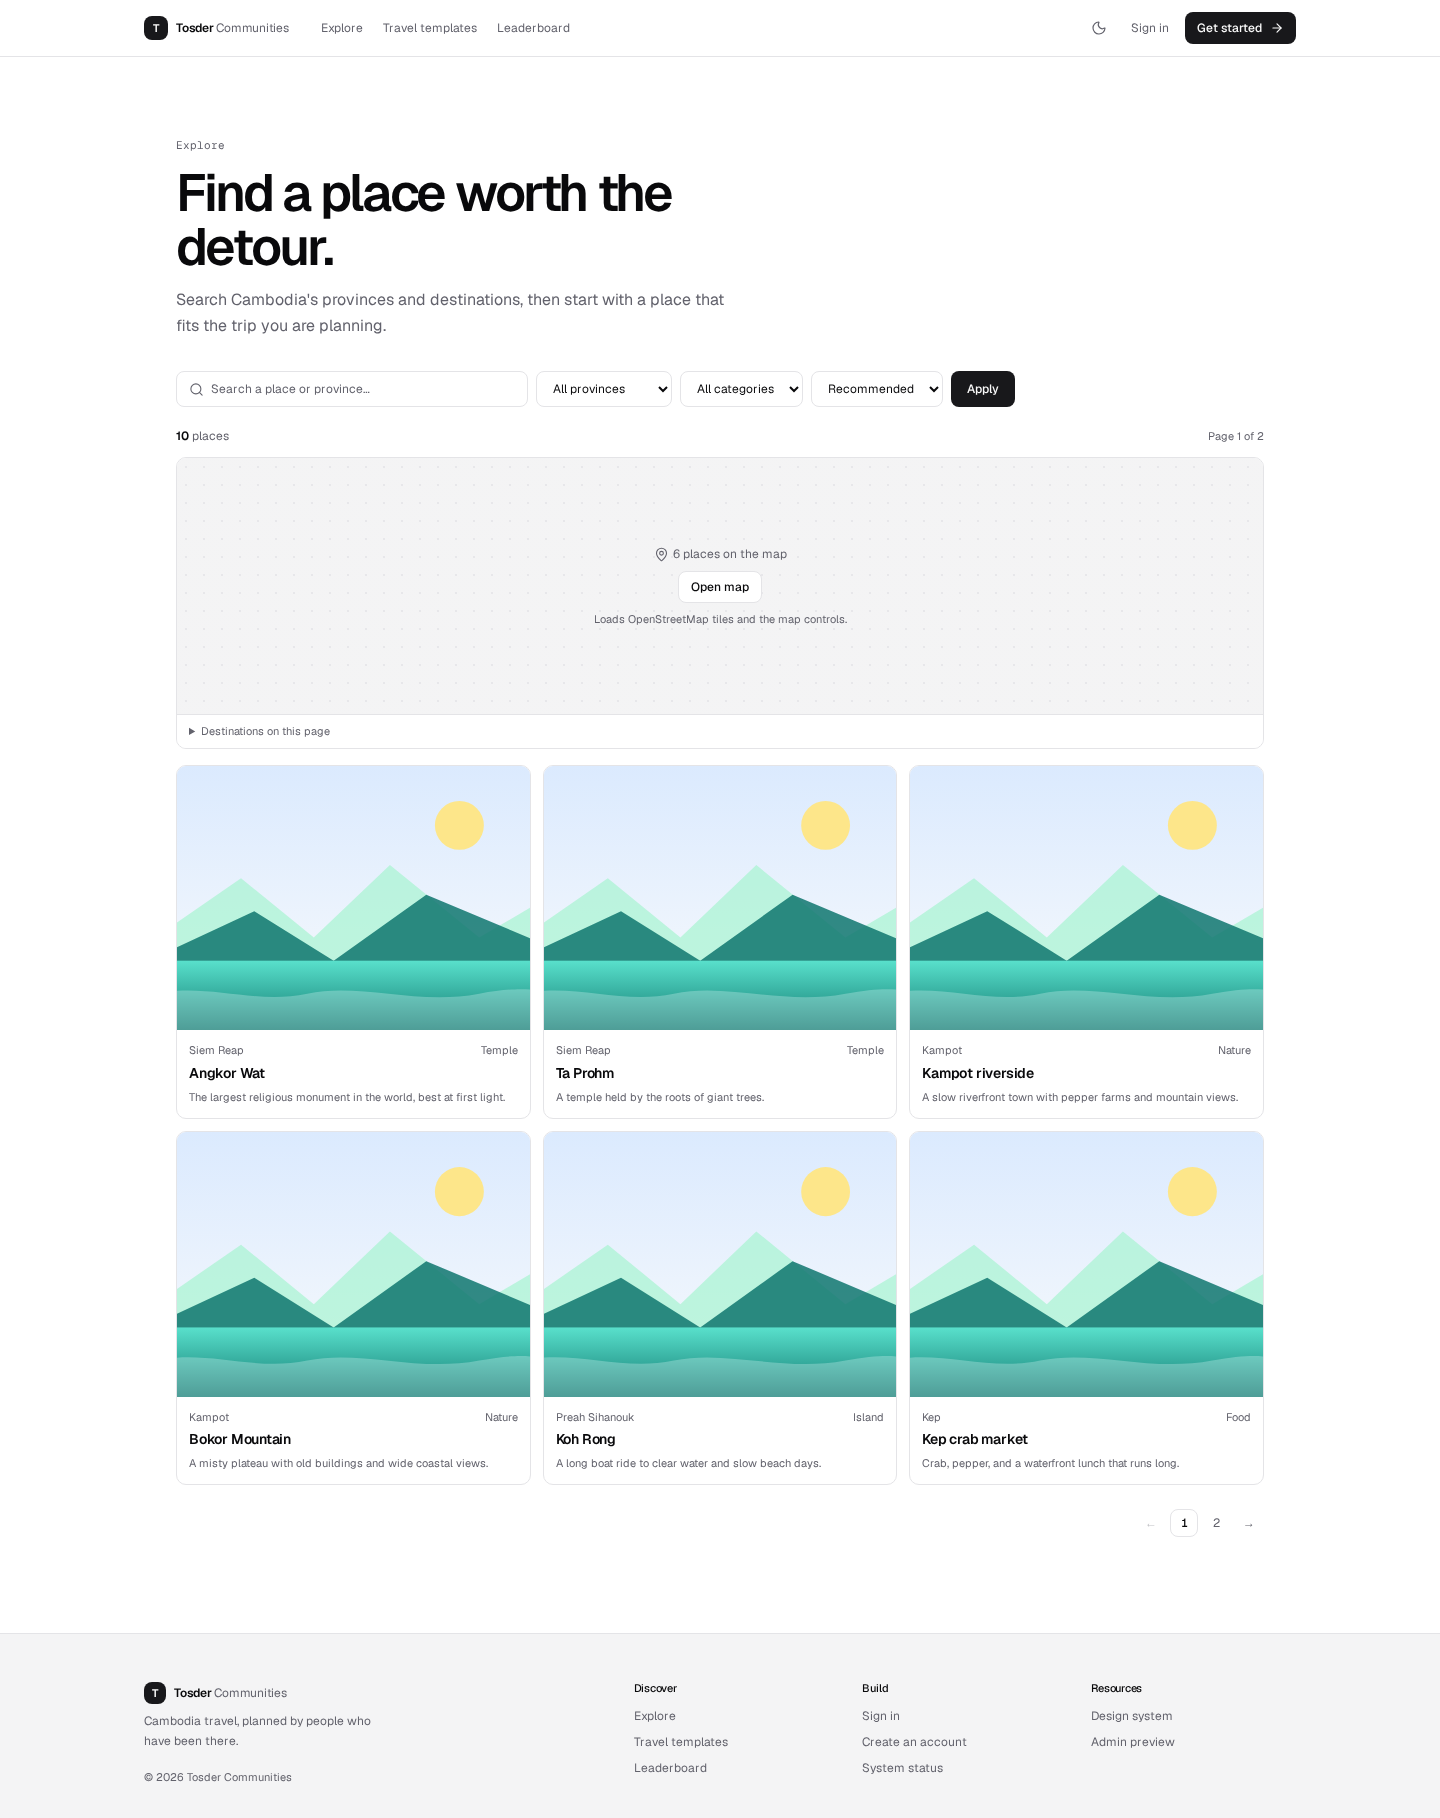 T Tosder Communities Explore Travel templates Leaderboard Sign in Get started →
Explore
Find a place worth the
detour.
Search Cambodia's provinces and destinations, then start with a place that
fits the trip you are planning.
Search a place or province… All provinces All categories Recommended Apply
10 places Page 1 of 2
6 places on the map
Open map
Loads OpenStreetMap tiles and the map controls.
Destinations on this page
Siem Reap Temple
Angkor Wat
The largest religious monument in the world, best at first light.
Siem Reap Temple
Ta Prohm
A temple held by the roots of giant trees.
Kampot Nature
Kampot riverside
A slow riverfront town with pepper farms and mountain views.
Kampot Nature
Bokor Mountain
A misty plateau with old buildings and wide coastal views.
Preah Sihanouk Island
Koh Rong
A long boat ride to clear water and slow beach days.
Kep Food
Kep crab market
Crab, pepper, and a waterfront lunch that runs long.
← 1 2 →
T Tosder Communities
Cambodia travel, planned by people who
have been there.
© 2026 Tosder Communities
Discover
Explore
Travel templates
Leaderboard
Build
Sign in
Create an account
System status
Resources
Design system
Admin preview